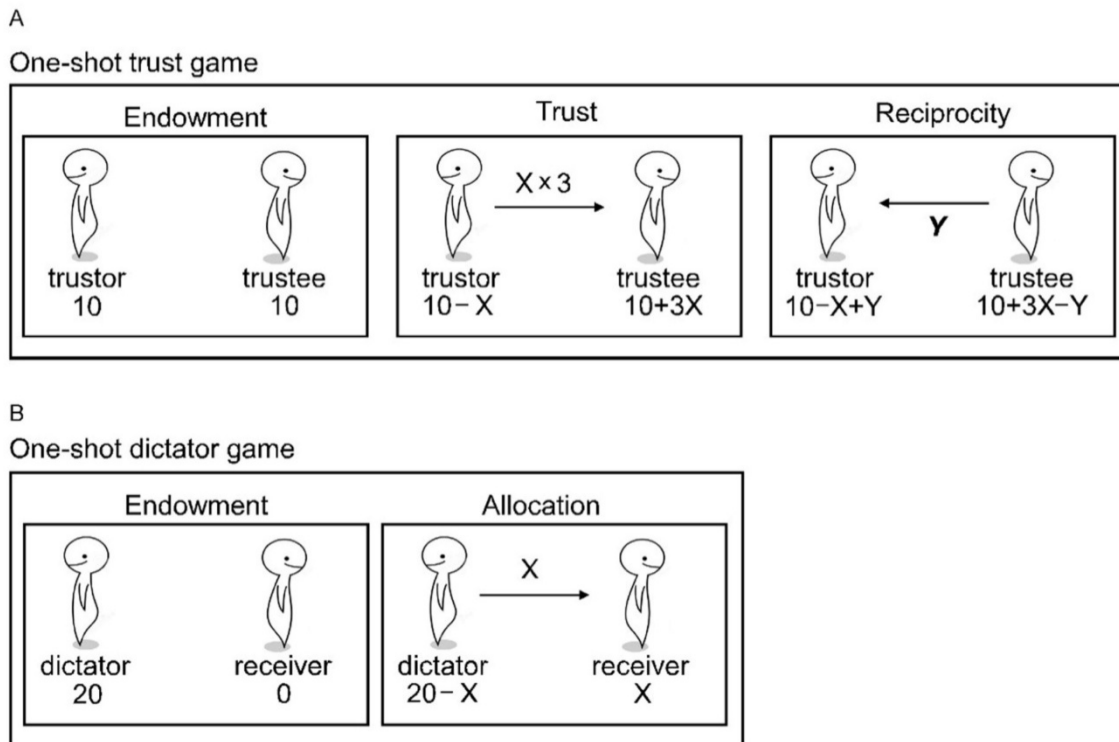 A
One-shot trust game
Endowment Trust Reciprocity
X × 3
Y
trustor trustee trustor trustee trustor trustee
10 10 10 − X 10+3X 10−X+Y 10+3X−Y
B
One-shot dictator game
Endowment Allocation
X
dictator receiver dictator receiver
20 0 20 − X X